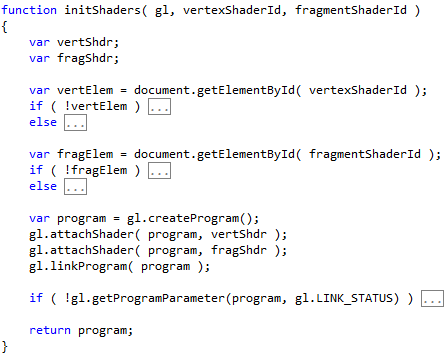 function initShaders( gl, vertexShaderId, fragmentShaderId )
{
    var vertShdr;
    var fragShdr;

    var vertElem = document.getElementById( vertexShaderId );
    if ( !vertElem ) ...
    else ...

    var fragElem = document.getElementById( fragmentShaderId );
    if ( !fragElem ) ...
    else ...

    var program = gl.createProgram();
    gl.attachShader( program, vertShdr );
    gl.attachShader( program, fragShdr );
    gl.linkProgram( program );

    if ( !gl.getProgramParameter(program, gl.LINK_STATUS) ) ...

    return program;
}